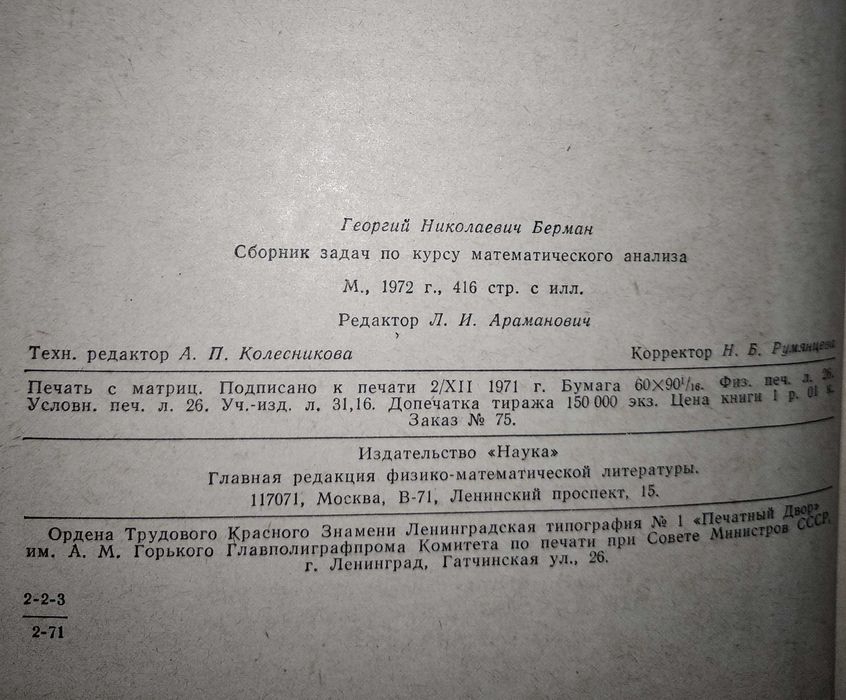 Георгий Николаевич Берман
Сборник задач по курсу математического анализа
М., 1972 г., 416 стр. с илл.
Редактор Л. И. Араманович
Техн. редактор А. П. Колесникова Корректор Н. Б. Румянцева
Печать с матриц. Подписано к печати 2/XII 1971 г. Бумага 60×90¹/₁₆. Физ. печ. л. 26.
Условн. печ. л. 26. Уч.-изд. л. 31,16. Допечатка тиража 150 000 экз. Цена книги 1 р. 01 к.
Заказ № 75.
Издательство «Наука»
Главная редакция физико-математической литературы.
117071, Москва, В-71, Ленинский проспект, 15.
Ордена Трудового Красного Знамени Ленинградская типография № 1 «Печатный Двор»
им. А. М. Горького Главполиграфпрома Комитета по печати при Совете Министров СССР,
г. Ленинград, Гатчинская ул., 26.
2-2-3
2-71